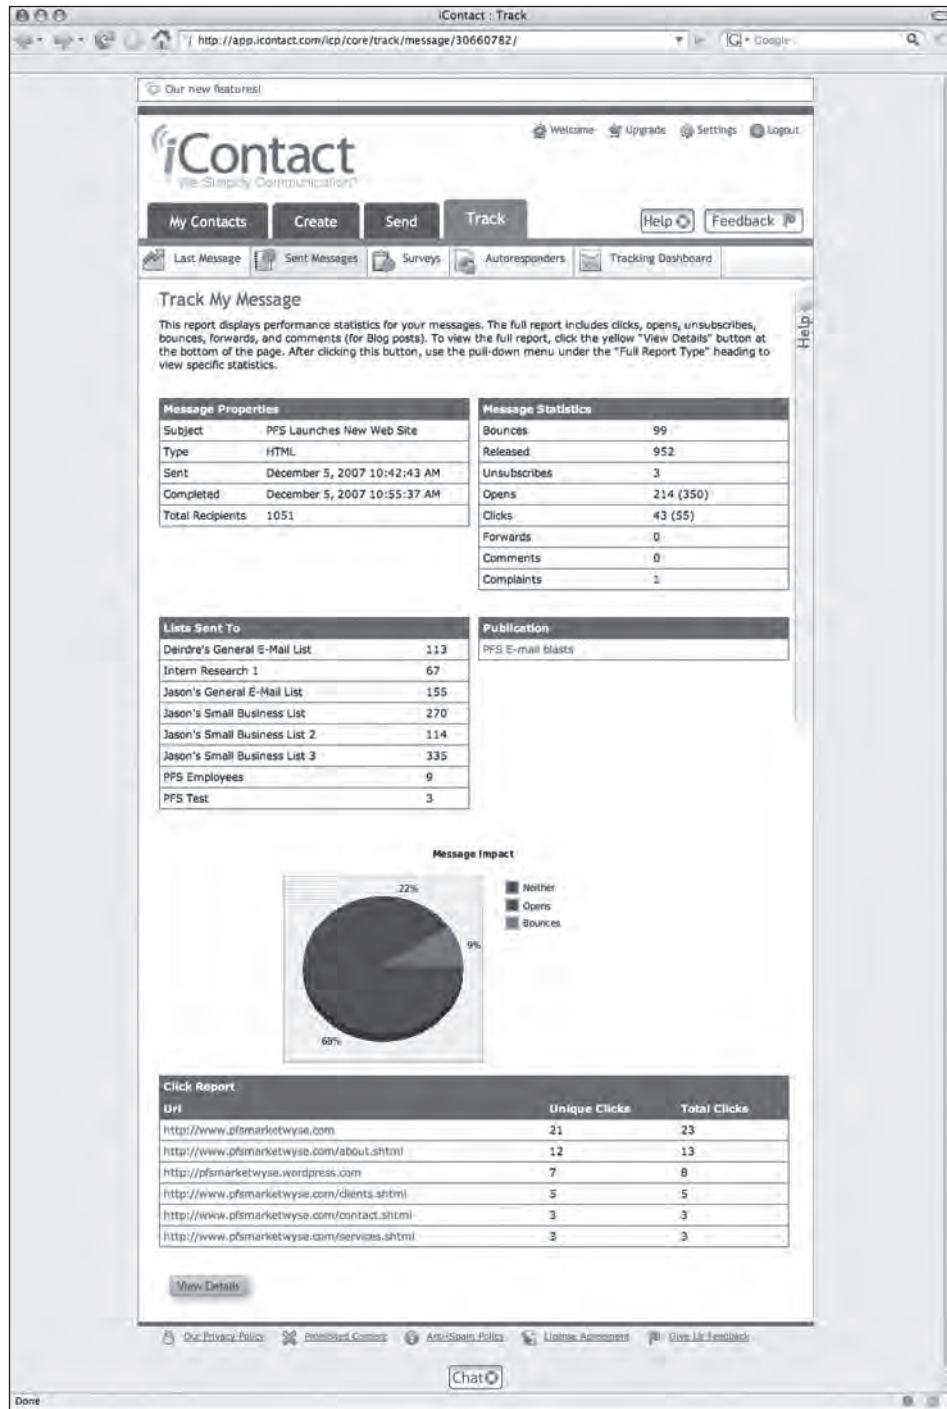 iContact : Track
http://app.icontact.com/icp/core/track/message/30660782/
Google
Our new features!
iContact
We Simplify Communication
Welcome Upgrade Settings Logout
My Contacts Create Send Track Help Feedback
Last Message Sent Messages Surveys Autoresponders Tracking Dashboard
Track My Message
Help
This report displays performance statistics for your messages. The full report includes clicks, opens, unsubscribes,
bounces, forwards, and comments (for Blog posts). To view the full report, click the yellow "View Details" button at
the bottom of the page. After clicking this button, use the pull-down menu under the "Full Report Type" heading to
view specific statistics.
Message Properties
Subject PFS Launches New Web Site
Type HTML
Sent December 5, 2007 10:42:43 AM
Completed December 5, 2007 10:55:37 AM
Total Recipients 1051
Message Statistics
Bounces 99
Released 952
Unsubscribes 3
Opens 214 (350)
Clicks 43 (55)
Forwards 0
Comments 0
Complaints 1
Lists Sent To
Deirdre's General E-Mail List 113
Intern Research 1 67
Jason's General E-Mail List 155
Jason's Small Business List 270
Jason's Small Business List 2 114
Jason's Small Business List 3 335
PFS Employees 9
PFS Test 3
Publication
PFS E-mail blasts
Message Impact
22%
9%
Neither
Opens
Bounces
Click Report
Url Unique Clicks Total Clicks
http://www.pfsmarketwyse.com 21 23
http://www.pfsmarketwyse.com/about.shtml 12 13
http://pfsmarketwyse.wordpress.com 7 8
http://www.pfsmarketwyse.com/clients.shtml 5 5
http://www.pfsmarketwyse.com/contact.shtml 3 3
http://www.pfsmarketwyse.com/services.shtml 3 3
View Details
Our Privacy Policy Prohibited Content Anti-Spam Policy License Agreement Give Us Feedback
Chat
Done